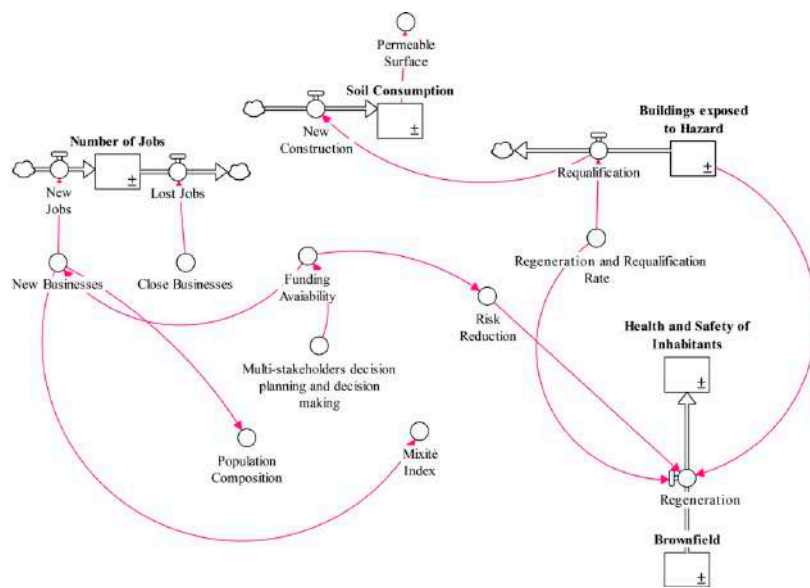 Permeable
Surface
Soil Consumption
±
New
Construction
Buildings exposed
to Hazard
±
Requalification
Number of Jobs
±
New
Jobs
Lost Jobs
New Businesses
Close Businesses
Funding
Avaiability
Regeneration and Requalification
Rate
Risk
Reduction
Multi-stakeholders decision
planning and decision
making
Health and Safety of
Inhabitants
±
Population
Composition
Mixité
Index
Regeneration
Brownfield
±